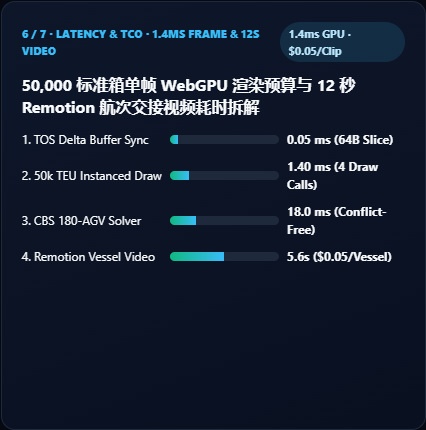 6 / 7 · LATENCY & TCO · 1.4MS FRAME & 12S
VIDEO
1.4ms GPU ·
$0.05/Clip
50,000 标准箱单帧 WebGPU 渲染预算与 12 秒
Remotion 航次交接视频耗时拆解
1. TOS Delta Buffer Sync
0.05 ms (64B Slice)
2. 50k TEU Instanced Draw
1.40 ms (4 Draw
Calls)
3. CBS 180-AGV Solver
18.0 ms (Conflict-
Free)
4. Remotion Vessel Video
5.6s ($0.05/Vessel)